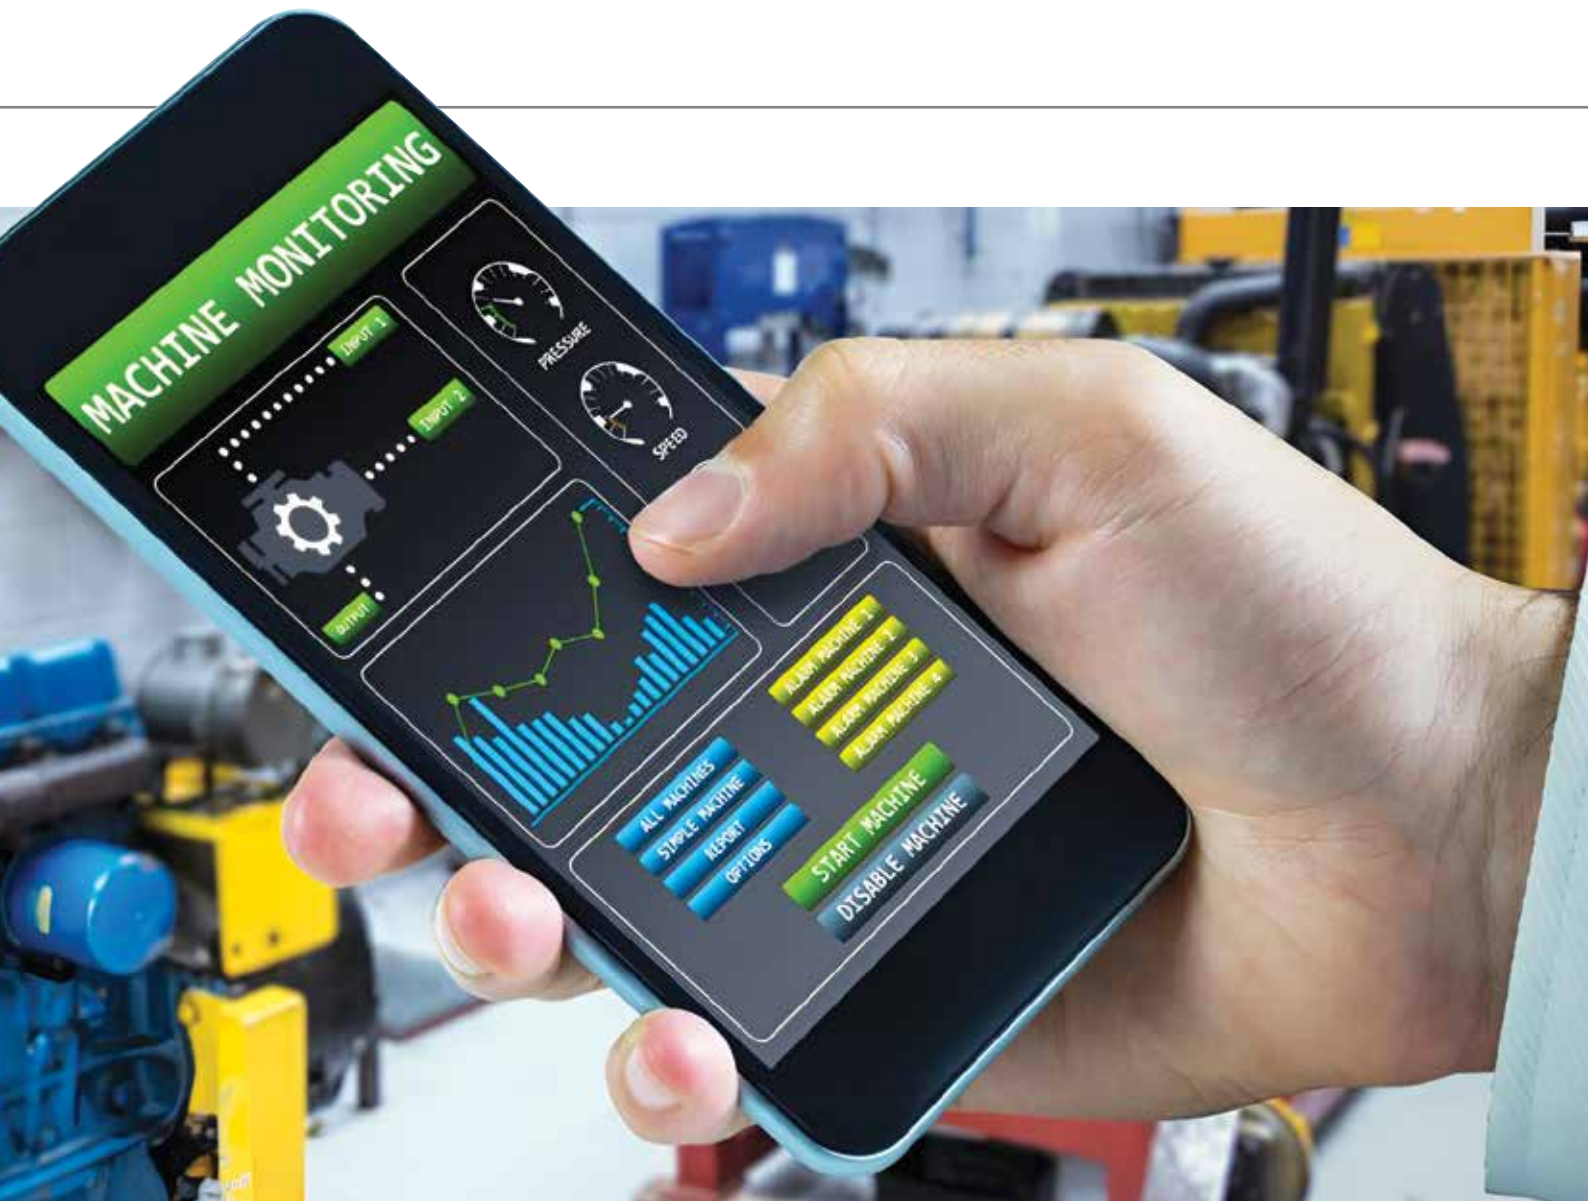 MACHINE MONITORING
INPUT 1
INPUT 2
OUTPUT
PRESSURE
SPEED
ALARM MACHINE 1
ALARM MACHINE 2
ALARM MACHINE 3
ALARM MACHINE 4
ALL MACHINES
SIMPLE MACHINE
REPORT
OPTIONS
START MACHINE
DISABLE MACHINE